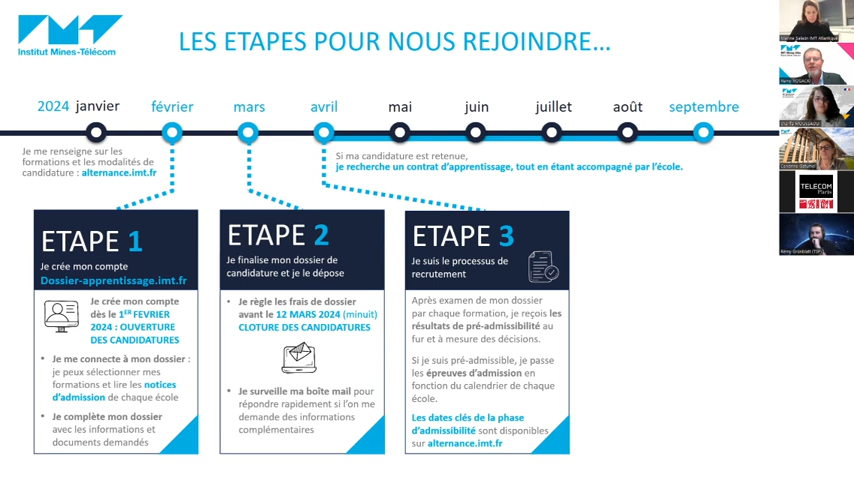 Institut Mines-Télécom
LES ETAPES POUR NOUS REJOINDRE…
2024 janvier février mars avril mai juin juillet août septembre
Je me renseigne sur les
formations et les modalités de
candidature : alternance.imt.fr
Si ma candidature est retenue,
je recherche un contrat d'apprentissage, tout en étant accompagné par l'école.
ETAPE 1
Je crée mon compte
Dossier-apprentissage.imt.fr
Je crée mon compte
dès le 1ER FEVRIER
2024 : OUVERTURE
DES CANDIDATURES
• Je me connecte à mon dossier :
je peux sélectionner mes
formations et lire les notices
d'admission de chaque école
• Je complète mon dossier
avec les informations et
documents demandés
ETAPE 2
Je finalise mon dossier de
candidature et je le dépose
• Je règle les frais de dossier
avant le 12 MARS 2024 (minuit)
CLOTURE DES CANDIDATURES
• Je surveille ma boîte mail pour
répondre rapidement si l'on me
demande des informations
complémentaires
ETAPE 3
Je suis le processus de
recrutement
Après examen de mon dossier
par chaque formation, je reçois les
résultats de pré-admissibilité au
fur et à mesure des décisions.
Si je suis pré-admissible, je passe
les épreuves d'admission en
fonction du calendrier de chaque
école.
Les dates clés de la phase
d'admissibilité sont disponibles
sur alternance.imt.fr
TELECOM
Paris